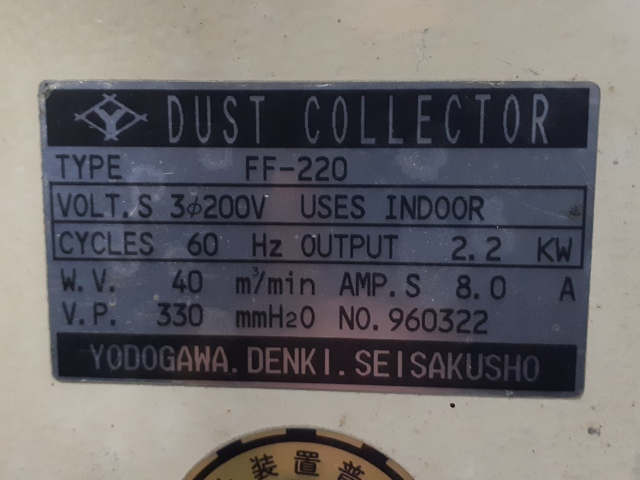 DUST COLLECTOR
TYPE FF-220
VOLT.S 3φ200V USES INDOOR
CYCLES 60 Hz OUTPUT 2.2 KW
W.V. 40 m³/min AMP.S 8.0 A
V.P. 330 mmH2O NO.960322
YODOGAWA.DENKI.SEISAKUSHO
装置普